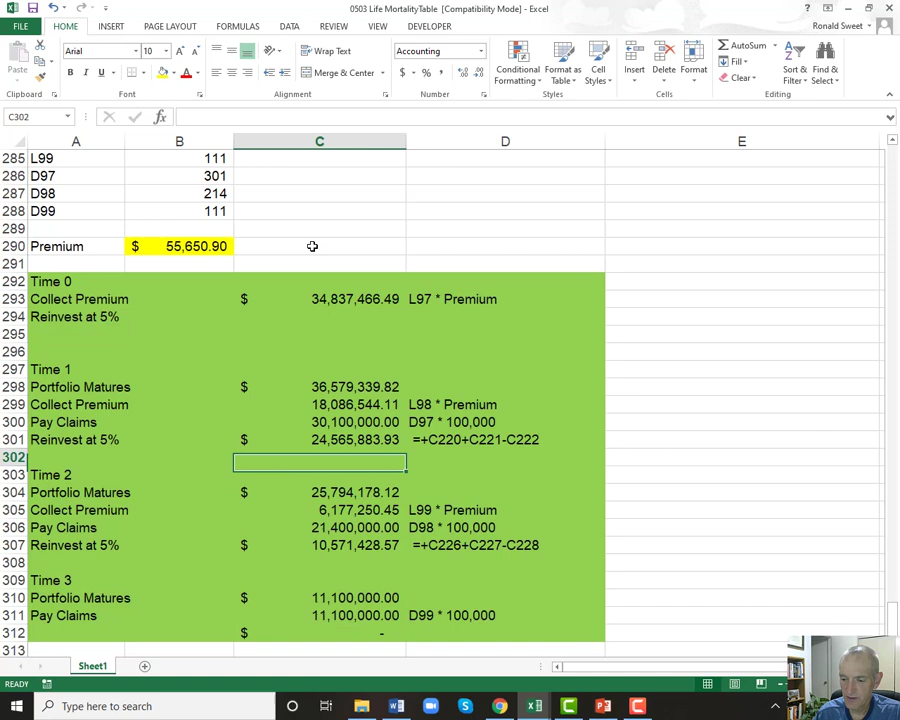 0503 Life MortalityTable [Compatibility Mode] - Excel
FILE HOME INSERT PAGE LAYOUT FORMULAS DATA REVIEW VIEW DEVELOPER Ronald Sweet
Paste Arial 10 Wrap Text Accounting Conditional Formatting Format as Table Cell Styles Insert Delete Format AutoSum Fill Clear Sort & Filter Find & Select
B I U Merge & Center $ % ,
Clipboard Font Alignment Number Styles Cells Editing
C302 fx
A B C D E
285 L99 111
286 D97 301
287 D98 214
288 D99 111
289
290 Premium $ 55,650.90
291
292 Time 0
293 Collect Premium $ 34,837,466.49 L97 * Premium
294 Reinvest at 5%
295
296
297 Time 1
298 Portfolio Matures $ 36,579,339.82
299 Collect Premium 18,086,544.11 L98 * Premium
300 Pay Claims 30,100,000.00 D97 * 100,000
301 Reinvest at 5% $ 24,565,883.93 =+C220+C221-C222
302
303 Time 2
304 Portfolio Matures $ 25,794,178.12
305 Collect Premium 6,177,250.45 L99 * Premium
306 Pay Claims 21,400,000.00 D98 * 100,000
307 Reinvest at 5% $ 10,571,428.57 =+C226+C227-C228
308
309 Time 3
310 Portfolio Matures $ 11,100,000.00
311 Pay Claims 11,100,000.00 D99 * 100,000
312 $ -
313
Sheet1
READY
Type here to search